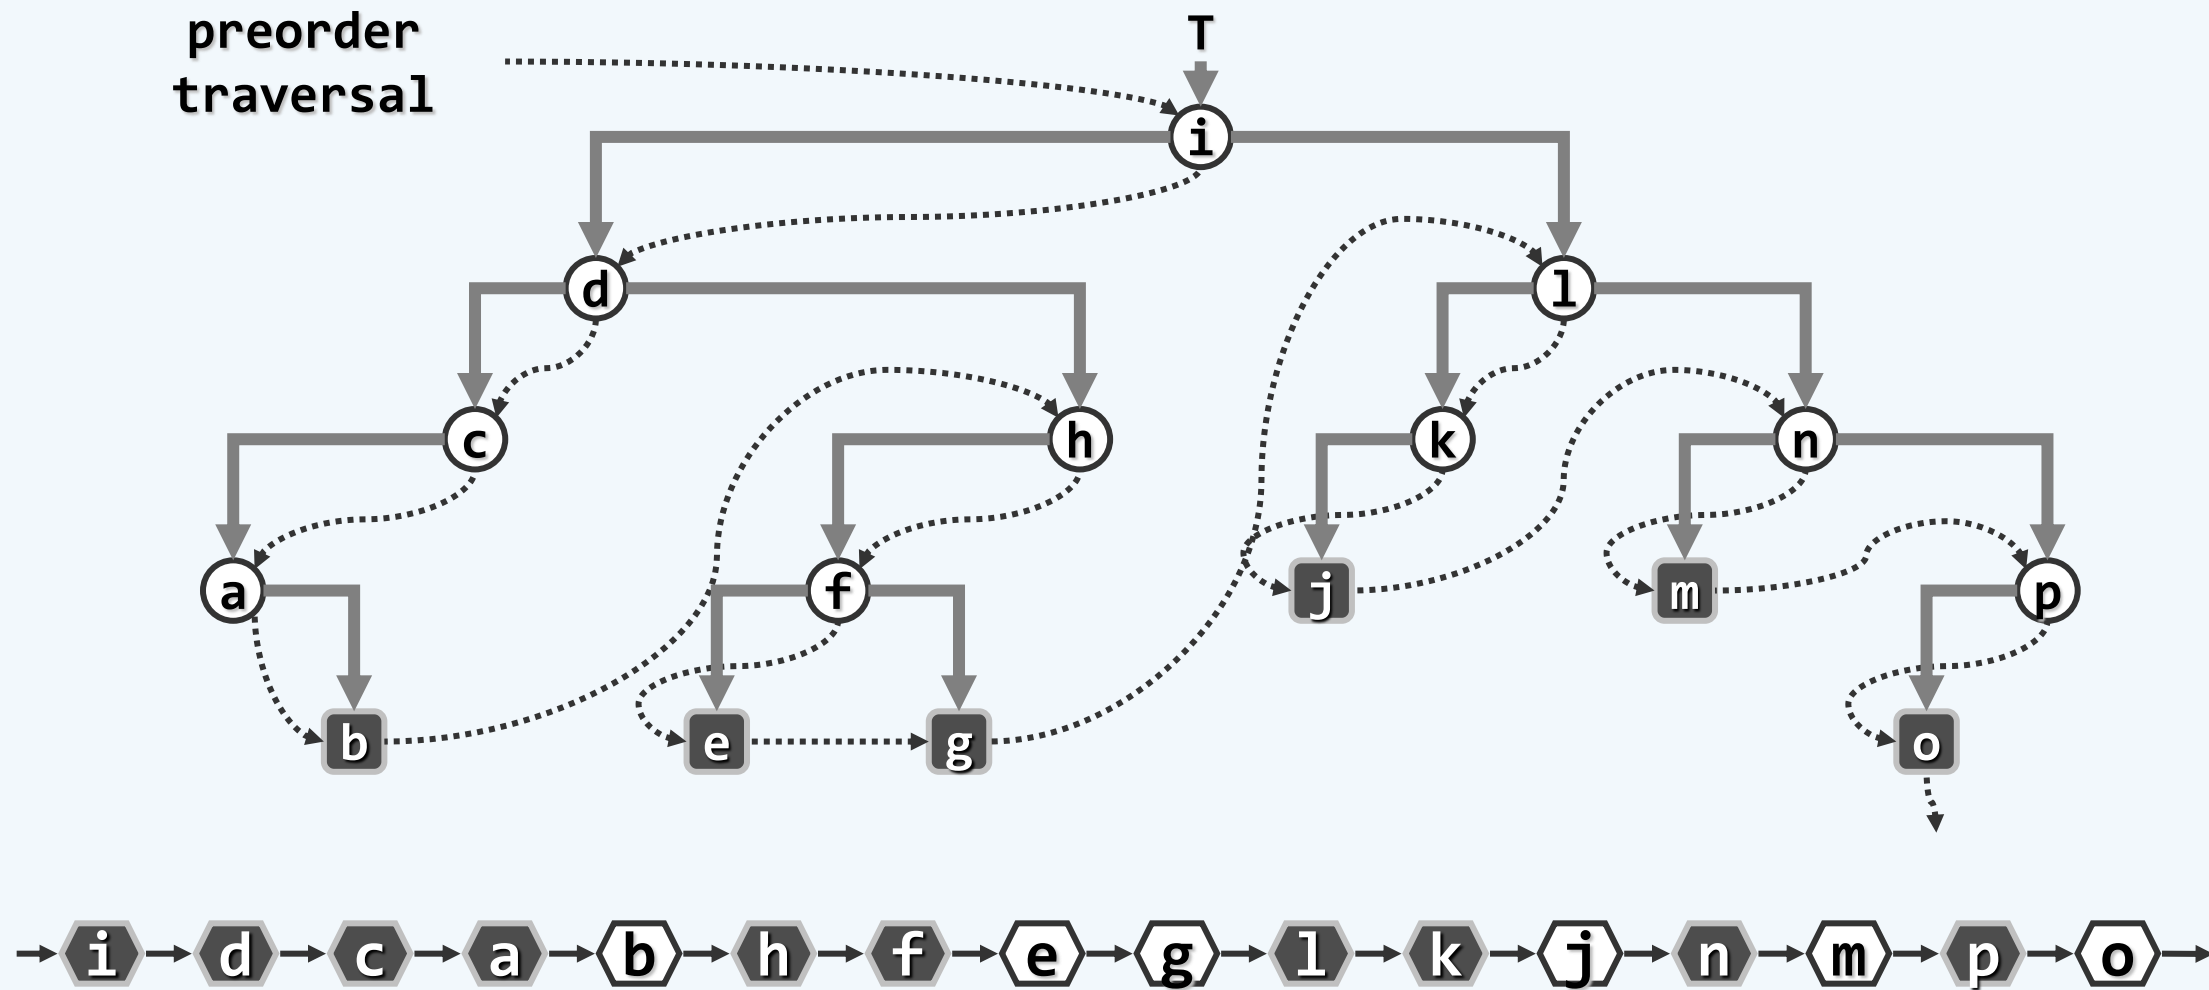 preorder
traversal
T
i
d l
c h k n
a f j m p
b e g o
i d c a b h f e g l k j n m p o